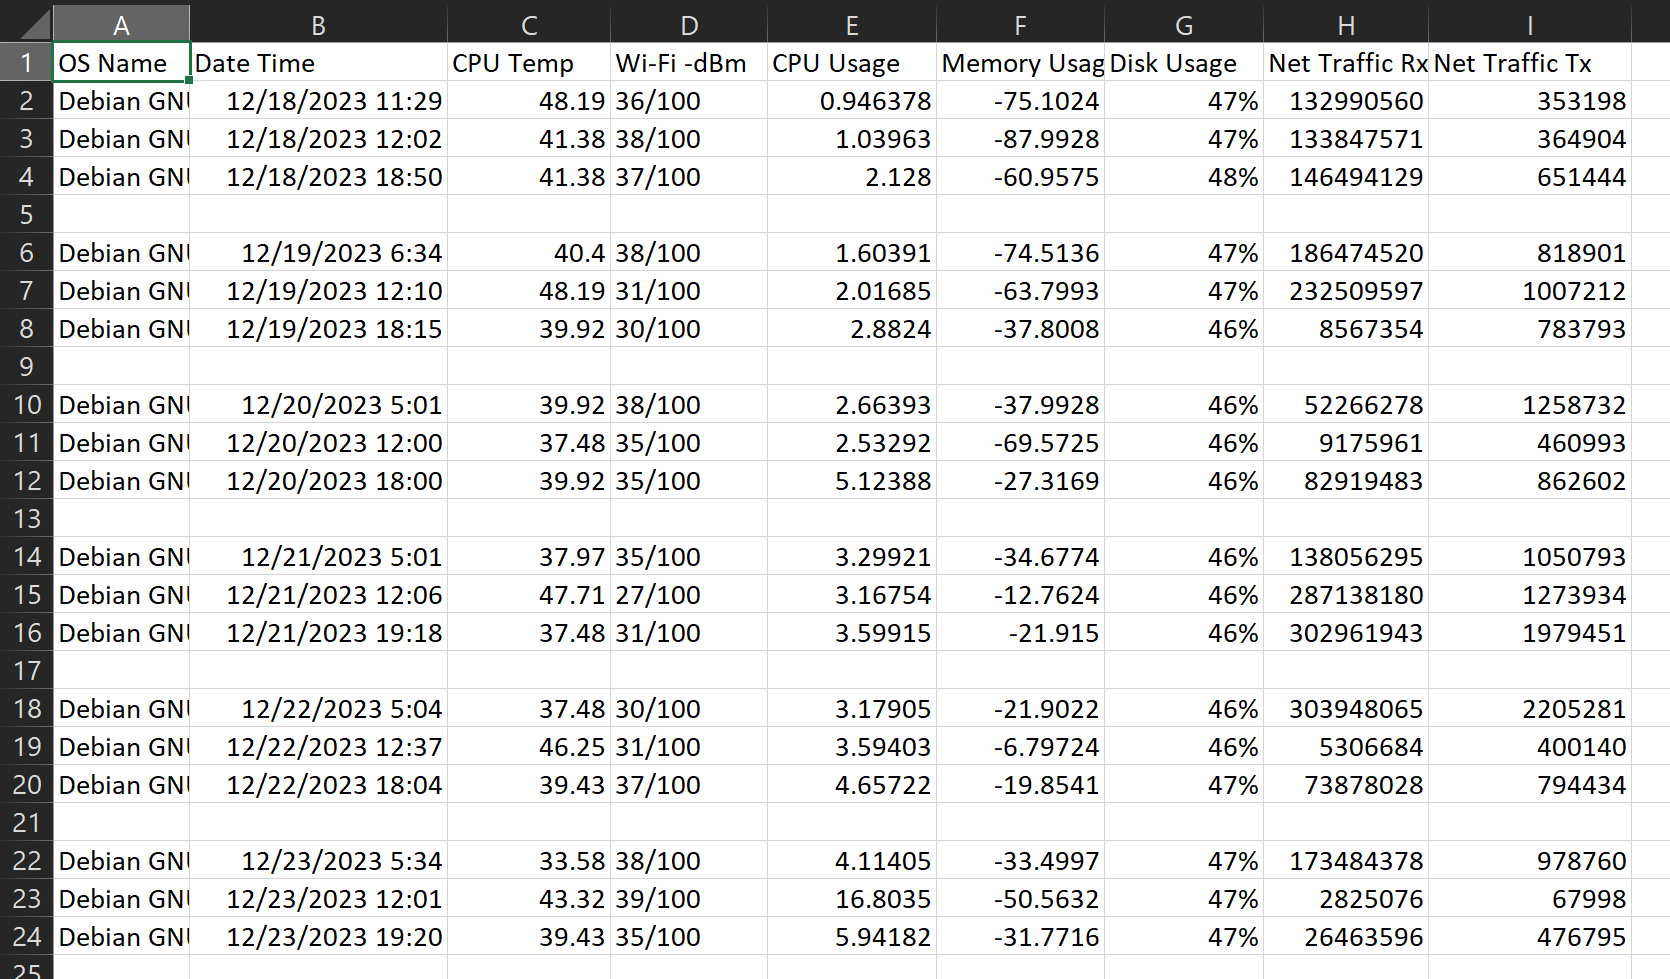 A B C D E F G H I
1 OS Name Date Time CPU Temp Wi-Fi -dBm CPU Usage Memory Usag Disk Usage Net Traffic Rx Net Traffic Tx
2 Debian GNU 12/18/2023 11:29 48.19 36/100 0.946378 -75.1024 47% 132990560 353198
3 Debian GNU 12/18/2023 12:02 41.38 38/100 1.03963 -87.9928 47% 133847571 364904
4 Debian GNU 12/18/2023 18:50 41.38 37/100 2.128 -60.9575 48% 146494129 651444
5
6 Debian GNU 12/19/2023 6:34 40.4 38/100 1.60391 -74.5136 47% 186474520 818901
7 Debian GNU 12/19/2023 12:10 48.19 31/100 2.01685 -63.7993 47% 232509597 1007212
8 Debian GNU 12/19/2023 18:15 39.92 30/100 2.8824 -37.8008 46% 8567354 783793
9
10 Debian GNU 12/20/2023 5:01 39.92 38/100 2.66393 -37.9928 46% 52266278 1258732
11 Debian GNU 12/20/2023 12:00 37.48 35/100 2.53292 -69.5725 46% 9175961 460993
12 Debian GNU 12/20/2023 18:00 39.92 35/100 5.12388 -27.3169 46% 82919483 862602
13
14 Debian GNU 12/21/2023 5:01 37.97 35/100 3.29921 -34.6774 46% 138056295 1050793
15 Debian GNU 12/21/2023 12:06 47.71 27/100 3.16754 -12.7624 46% 287138180 1273934
16 Debian GNU 12/21/2023 19:18 37.48 31/100 3.59915 -21.915 46% 302961943 1979451
17
18 Debian GNU 12/22/2023 5:04 37.48 30/100 3.17905 -21.9022 46% 303948065 2205281
19 Debian GNU 12/22/2023 12:37 46.25 31/100 3.59403 -6.79724 46% 5306684 400140
20 Debian GNU 12/22/2023 18:04 39.43 37/100 4.65722 -19.8541 47% 73878028 794434
21
22 Debian GNU 12/23/2023 5:34 33.58 38/100 4.11405 -33.4997 47% 173484378 978760
23 Debian GNU 12/23/2023 12:01 43.32 39/100 16.8035 -50.5632 47% 2825076 67998
24 Debian GNU 12/23/2023 19:20 39.43 35/100 5.94182 -31.7716 47% 26463596 476795
25